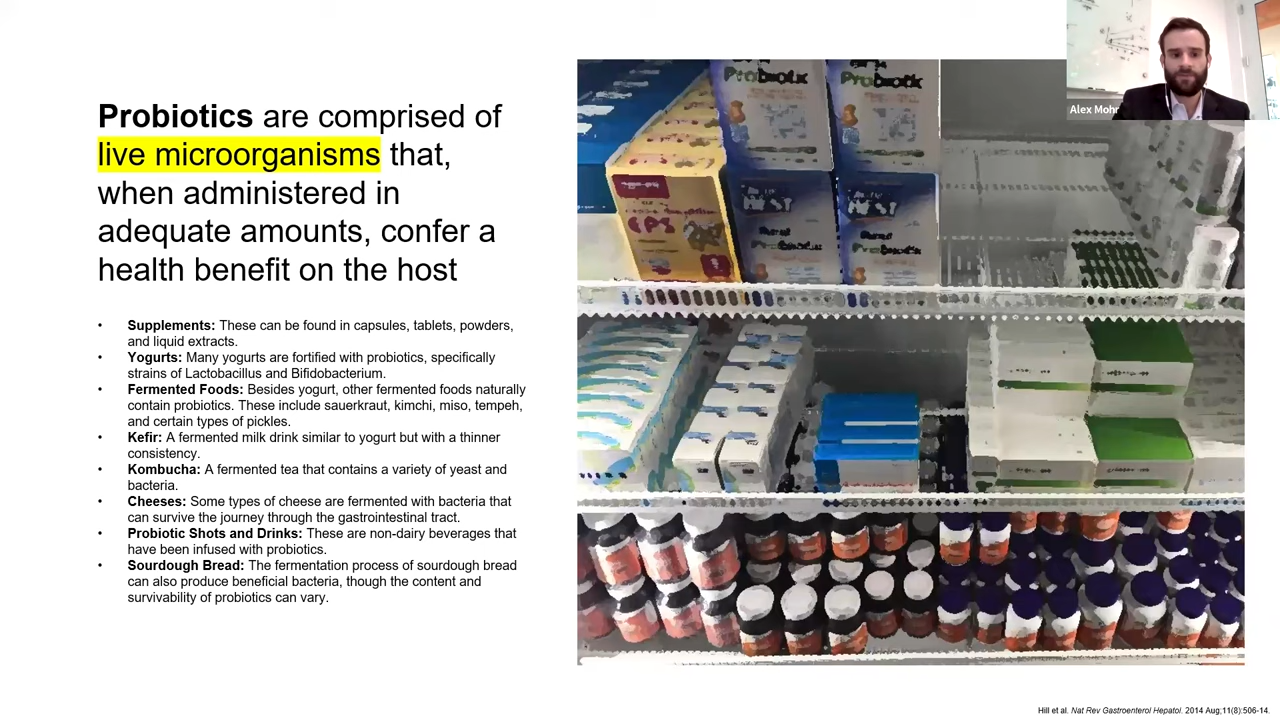 Probiotics are comprised of
live microorganisms that,
when administered in
adequate amounts, confer a
health benefit on the host
• Supplements: These can be found in capsules, tablets, powders,
and liquid extracts.
• Yogurts: Many yogurts are fortified with probiotics, specifically
strains of Lactobacillus and Bifidobacterium.
• Fermented Foods: Besides yogurt, other fermented foods naturally
contain probiotics. These include sauerkraut, kimchi, miso, tempeh,
and certain types of pickles.
• Kefir: A fermented milk drink similar to yogurt but with a thinner
consistency.
• Kombucha: A fermented tea that contains a variety of yeast and
bacteria.
• Cheeses: Some types of cheese are fermented with bacteria that
can survive the journey through the gastrointestinal tract.
• Probiotic Shots and Drinks: These are non-dairy beverages that
have been infused with probiotics.
• Sourdough Bread: The fermentation process of sourdough bread
can also produce beneficial bacteria, though the content and
survivability of probiotics can vary.
Alex Mohr
Hill et al. Nat Rev Gastroenterol Hepatol. 2014 Aug;11(8):506-14.